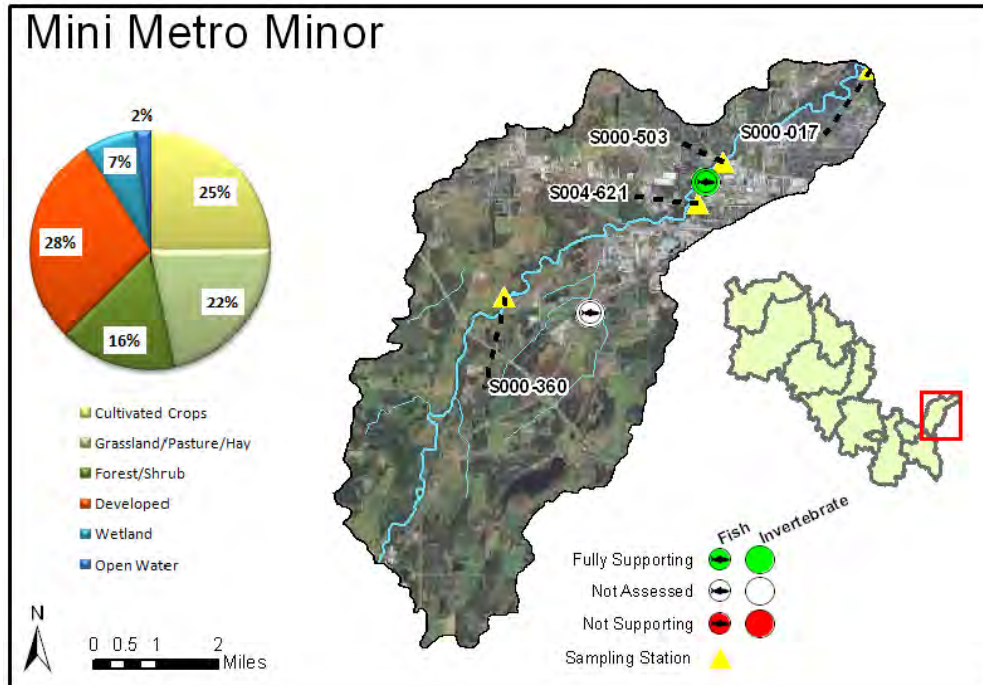 Mini Metro Minor
2%
7%
25%
28%
22%
16%
Cultivated Crops
Grassland/Pasture/Hay
Forest/Shrub
Developed
Wetland
Open Water
S000-503
S000-017
S004-621
S000-360
Fish
Invertebrate
Fully Supporting
Not Assessed
Not Supporting
Sampling Station
N
0 0.5 1 2
Miles